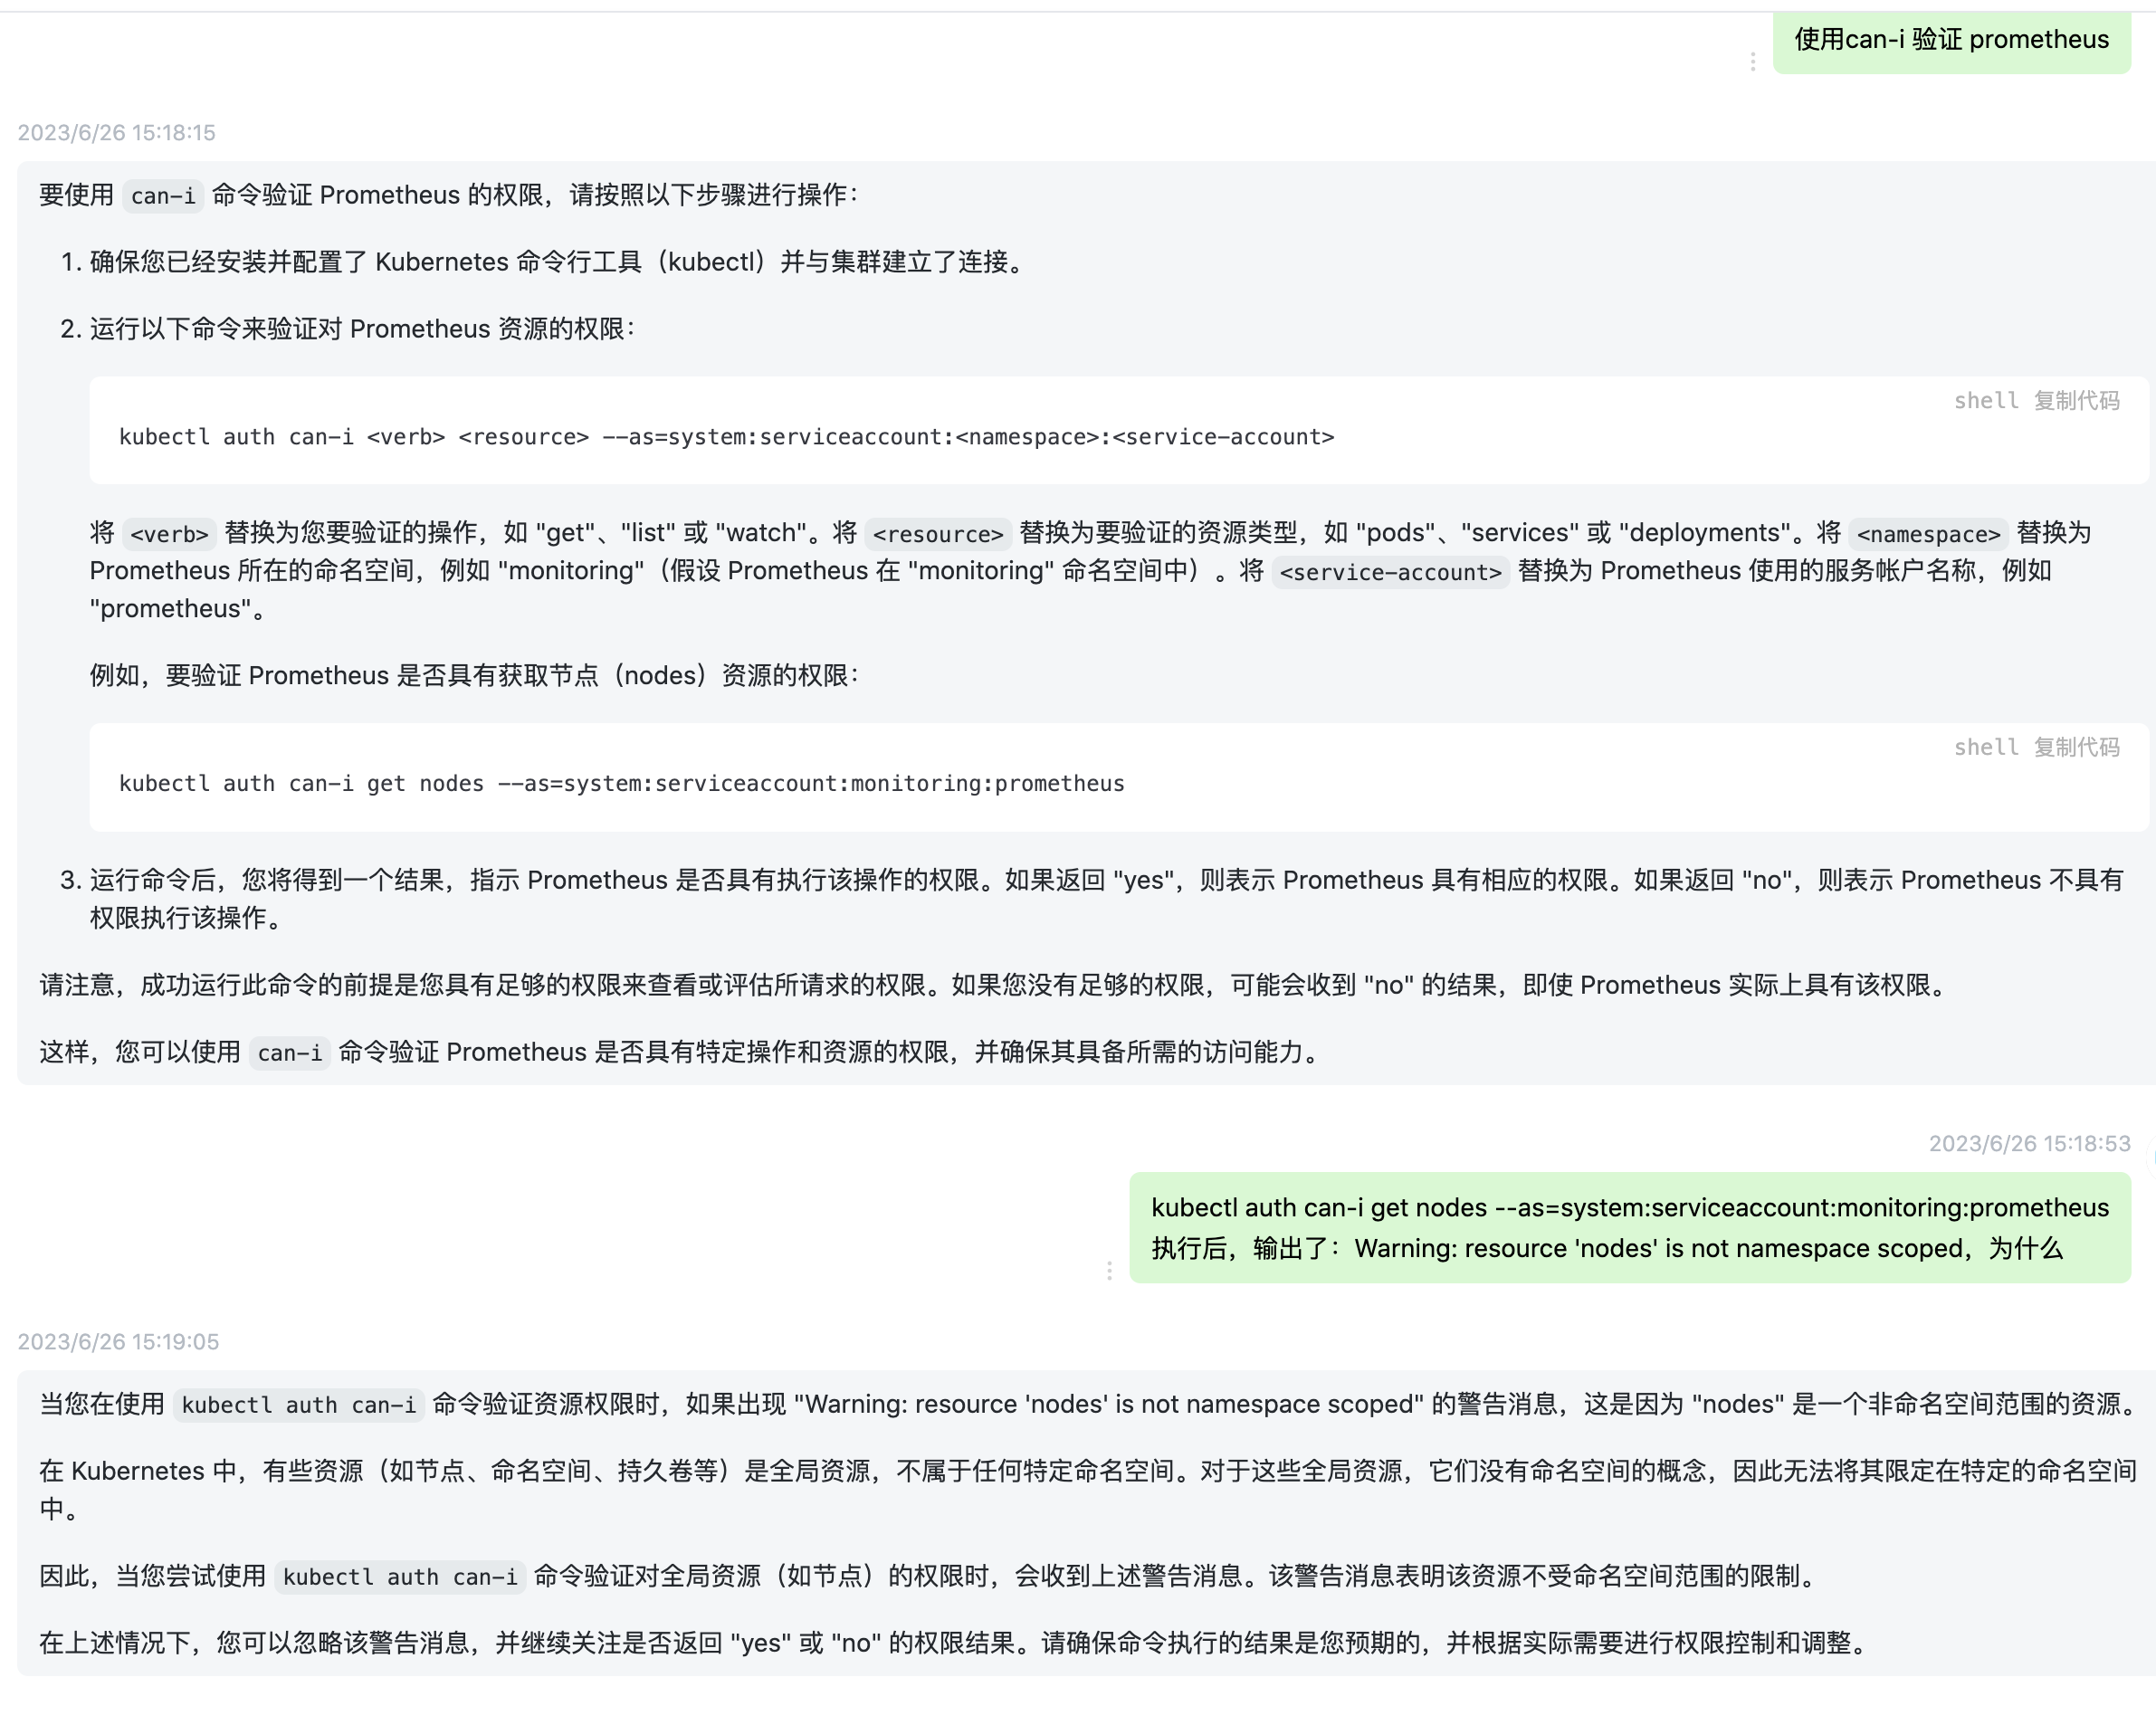 使用can-i 验证 prometheus
2023/6/26 15:18:15
要使用 can-i 命令验证 Prometheus 的权限，请按照以下步骤进行操作：
1. 确保您已经安装并配置了 Kubernetes 命令行工具（kubectl）并与集群建立了连接。
2. 运行以下命令来验证对 Prometheus 资源的权限：
shell 复制代码
kubectl auth can-i <verb> <resource> --as=system:serviceaccount:<namespace>:<service-account>
将 <verb> 替换为您要验证的操作，如 "get"、"list" 或 "watch"。将 <resource> 替换为要验证的资源类型，如 "pods"、"services" 或 "deployments"。将 <namespace> 替换为
Prometheus 所在的命名空间，例如 "monitoring"（假设 Prometheus 在 "monitoring" 命名空间中）。将 <service-account> 替换为 Prometheus 使用的服务帐户名称，例如
"prometheus"。
例如，要验证 Prometheus 是否具有获取节点（nodes）资源的权限：
shell 复制代码
kubectl auth can-i get nodes --as=system:serviceaccount:monitoring:prometheus
3. 运行命令后，您将得到一个结果，指示 Prometheus 是否具有执行该操作的权限。如果返回 "yes"，则表示 Prometheus 具有相应的权限。如果返回 "no"，则表示 Prometheus 不具有
权限执行该操作。
请注意，成功运行此命令的前提是您具有足够的权限来查看或评估所请求的权限。如果您没有足够的权限，可能会收到 "no" 的结果，即使 Prometheus 实际上具有该权限。
这样，您可以使用 can-i 命令验证 Prometheus 是否具有特定操作和资源的权限，并确保其具备所需的访问能力。
2023/6/26 15:18:53
kubectl auth can-i get nodes --as=system:serviceaccount:monitoring:prometheus
执行后，输出了：Warning: resource 'nodes' is not namespace scoped，为什么
2023/6/26 15:19:05
当您在使用 kubectl auth can-i 命令验证资源权限时，如果出现 "Warning: resource 'nodes' is not namespace scoped" 的警告消息，这是因为 "nodes" 是一个非命名空间范围的资源。
在 Kubernetes 中，有些资源（如节点、命名空间、持久卷等）是全局资源，不属于任何特定命名空间。对于这些全局资源，它们没有命名空间的概念，因此无法将其限定在特定的命名空间
中。
因此，当您尝试使用 kubectl auth can-i 命令验证对全局资源（如节点）的权限时，会收到上述警告消息。该警告消息表明该资源不受命名空间范围的限制。
在上述情况下，您可以忽略该警告消息，并继续关注是否返回 "yes" 或 "no" 的权限结果。请确保命令执行的结果是您预期的，并根据实际需要进行权限控制和调整。